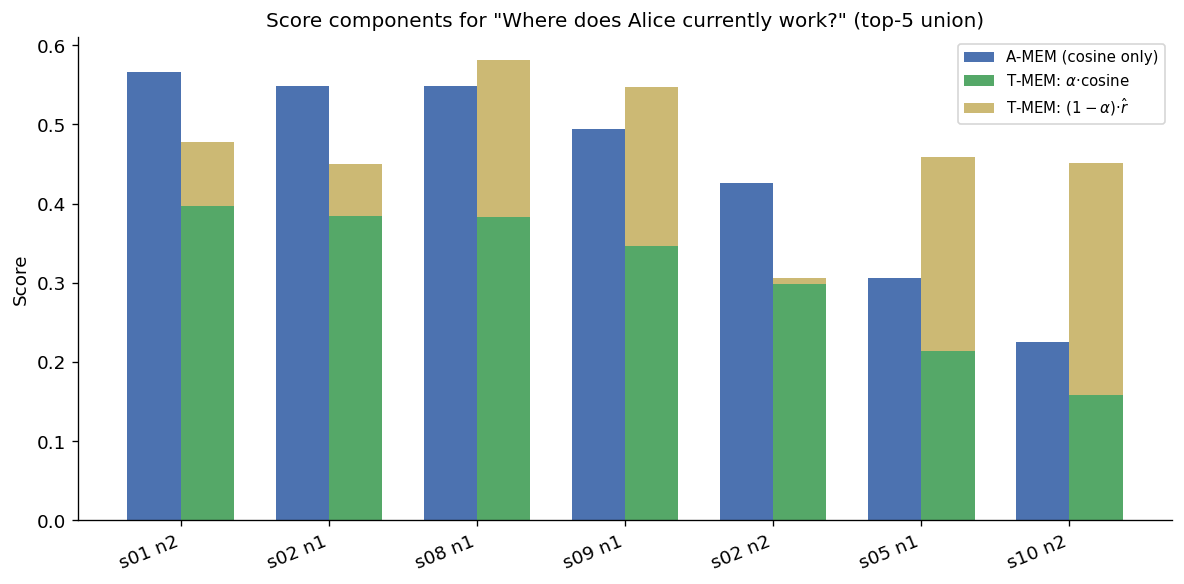 Score components for "Where does Alice currently work?" (top-5 union)
A-MEM (cosine only)
T-MEM: α·cosine
T-MEM: (1 − α)·r̂
Score
0.6
0.5
0.4
0.3
0.2
0.1
0.0
s01 n2
s02 n1
s08 n1
s09 n1
s02 n2
s05 n1
s10 n2